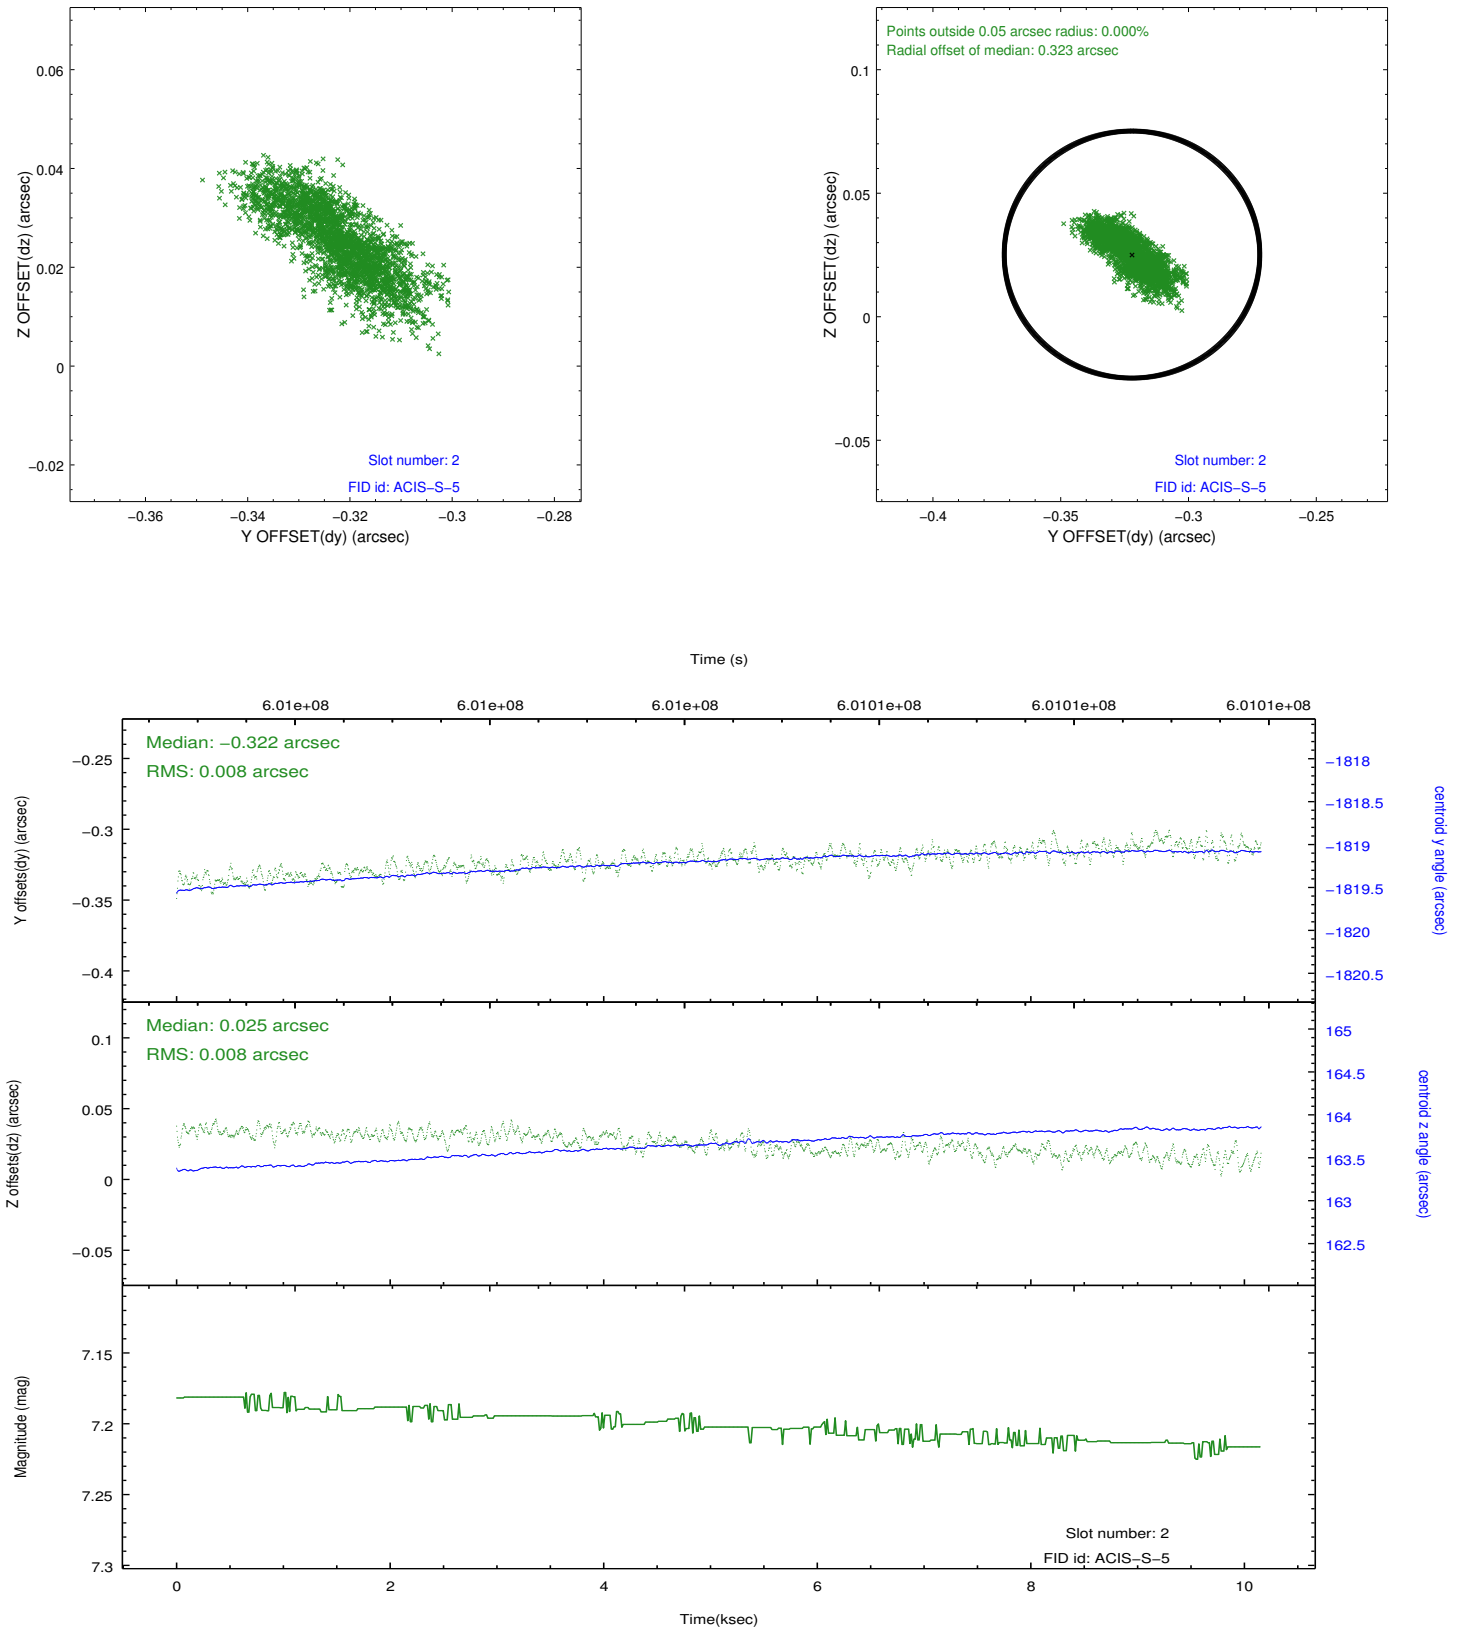 0.06
0.04
0.02
0
−0.02
−0.36
−0.34
−0.32
−0.3
−0.28
Z OFFSET(dz) (arcsec)
Y OFFSET(dy) (arcsec)
Slot number: 2
FID id: ACIS−S−5
Points outside 0.05 arcsec radius: 0.000%
Radial offset of median: 0.323 arcsec
0.1
0.05
0
−0.05
−0.4
−0.35
−0.3
−0.25
Z OFFSET(dz) (arcsec)
Y OFFSET(dy) (arcsec)
Slot number: 2
FID id: ACIS−S−5
Time (s)
6.01e+08
6.01e+08
6.01e+08
6.0101e+08
6.0101e+08
6.0101e+08
Median: −0.322 arcsec
RMS: 0.008 arcsec
−0.25
−0.3
−0.35
−0.4
Y offsets(dy) (arcsec)
−1818
−1818.5
−1819
−1819.5
−1820
−1820.5
centroid y angle (arcsec)
Median: 0.025 arcsec
RMS: 0.008 arcsec
0.1
0.05
0
−0.05
Z offsets(dz) (arcsec)
165
164.5
164
163.5
163
162.5
centroid z angle (arcsec)
7.15
7.2
7.25
7.3
Magnitude (mag)
Slot number: 2
FID id: ACIS−S−5
0
2
4
6
8
10
Time(ksec)